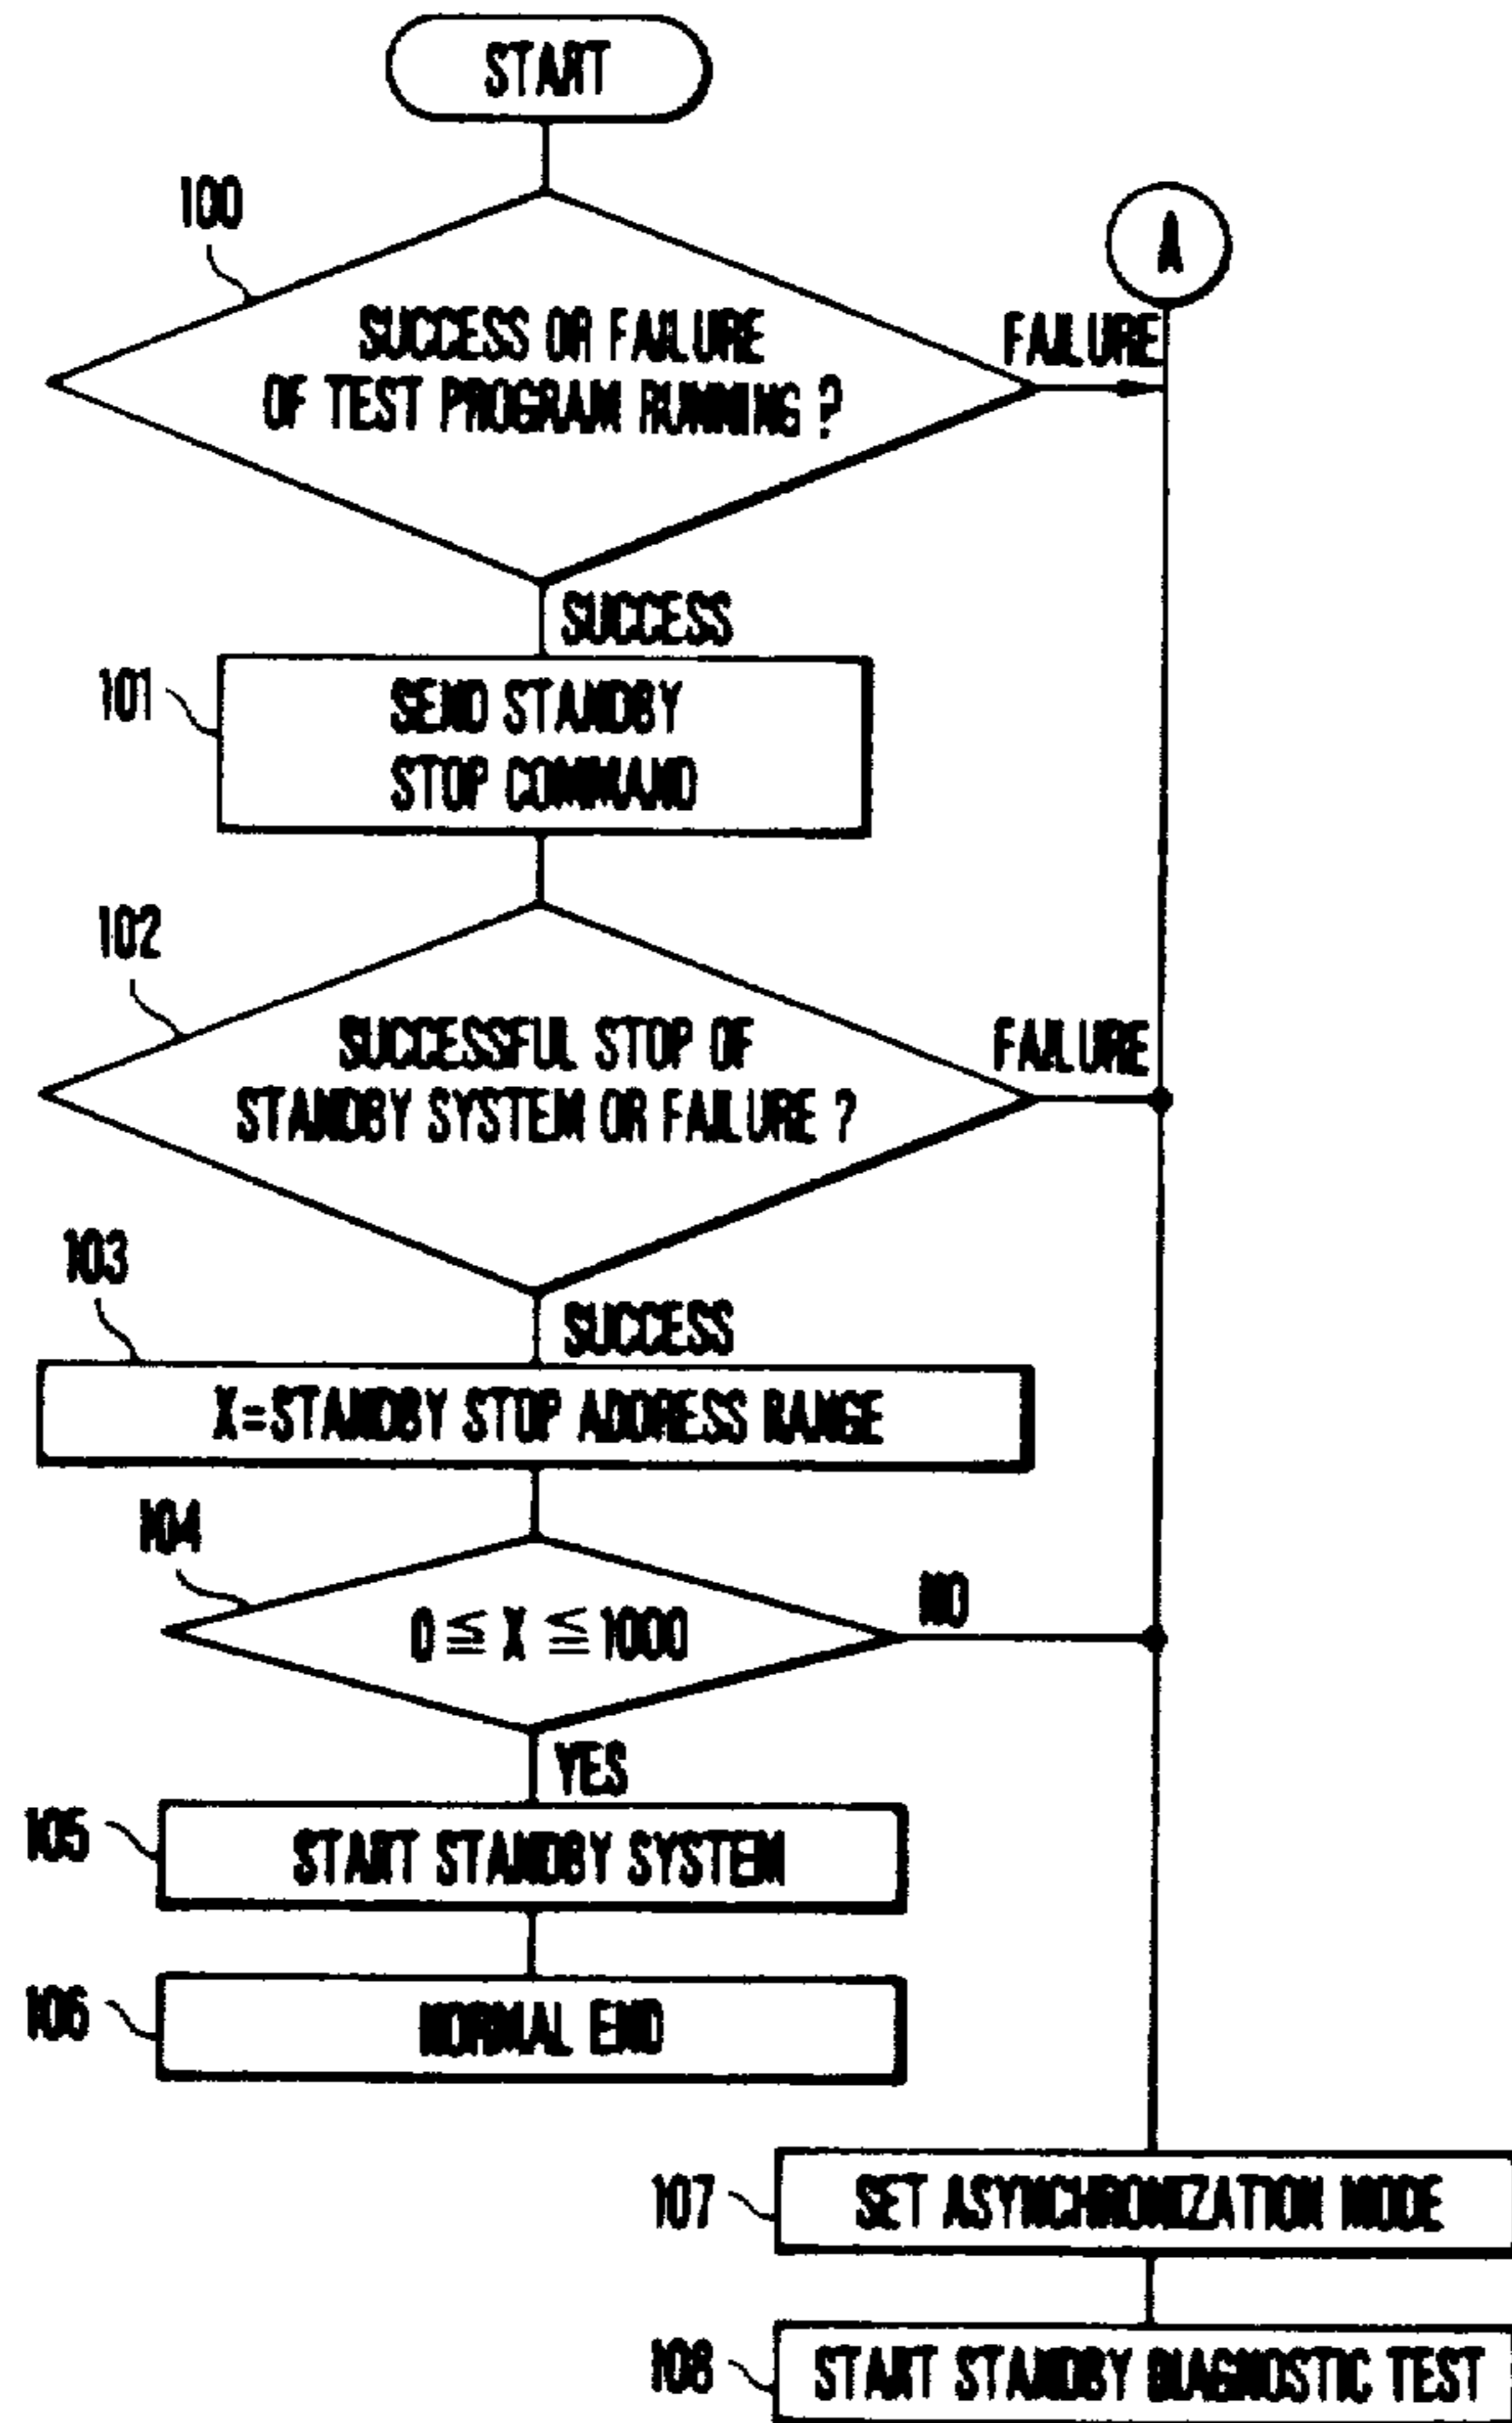 START
100
A
SUCCESS OR FAILURE
OF TEST PROGRAM RUNNING ?
FAILURE
SUCCESS
101
SEND STANDBY
STOP COMMAND
102
SUCCESSFUL STOP OF
STANDBY SYSTEM OR FAILURE ?
FAILURE
103
SUCCESS
X=STANDBY STOP ADDRESS RANGE
104
0 ≦ X ≦ 1000
NO
YES
105
START STANDBY SYSTEM
106
NORMAL END
107
SET ASYNCHRONIZATION MODE
108
START STANDBY DIAGNOSTIC TEST